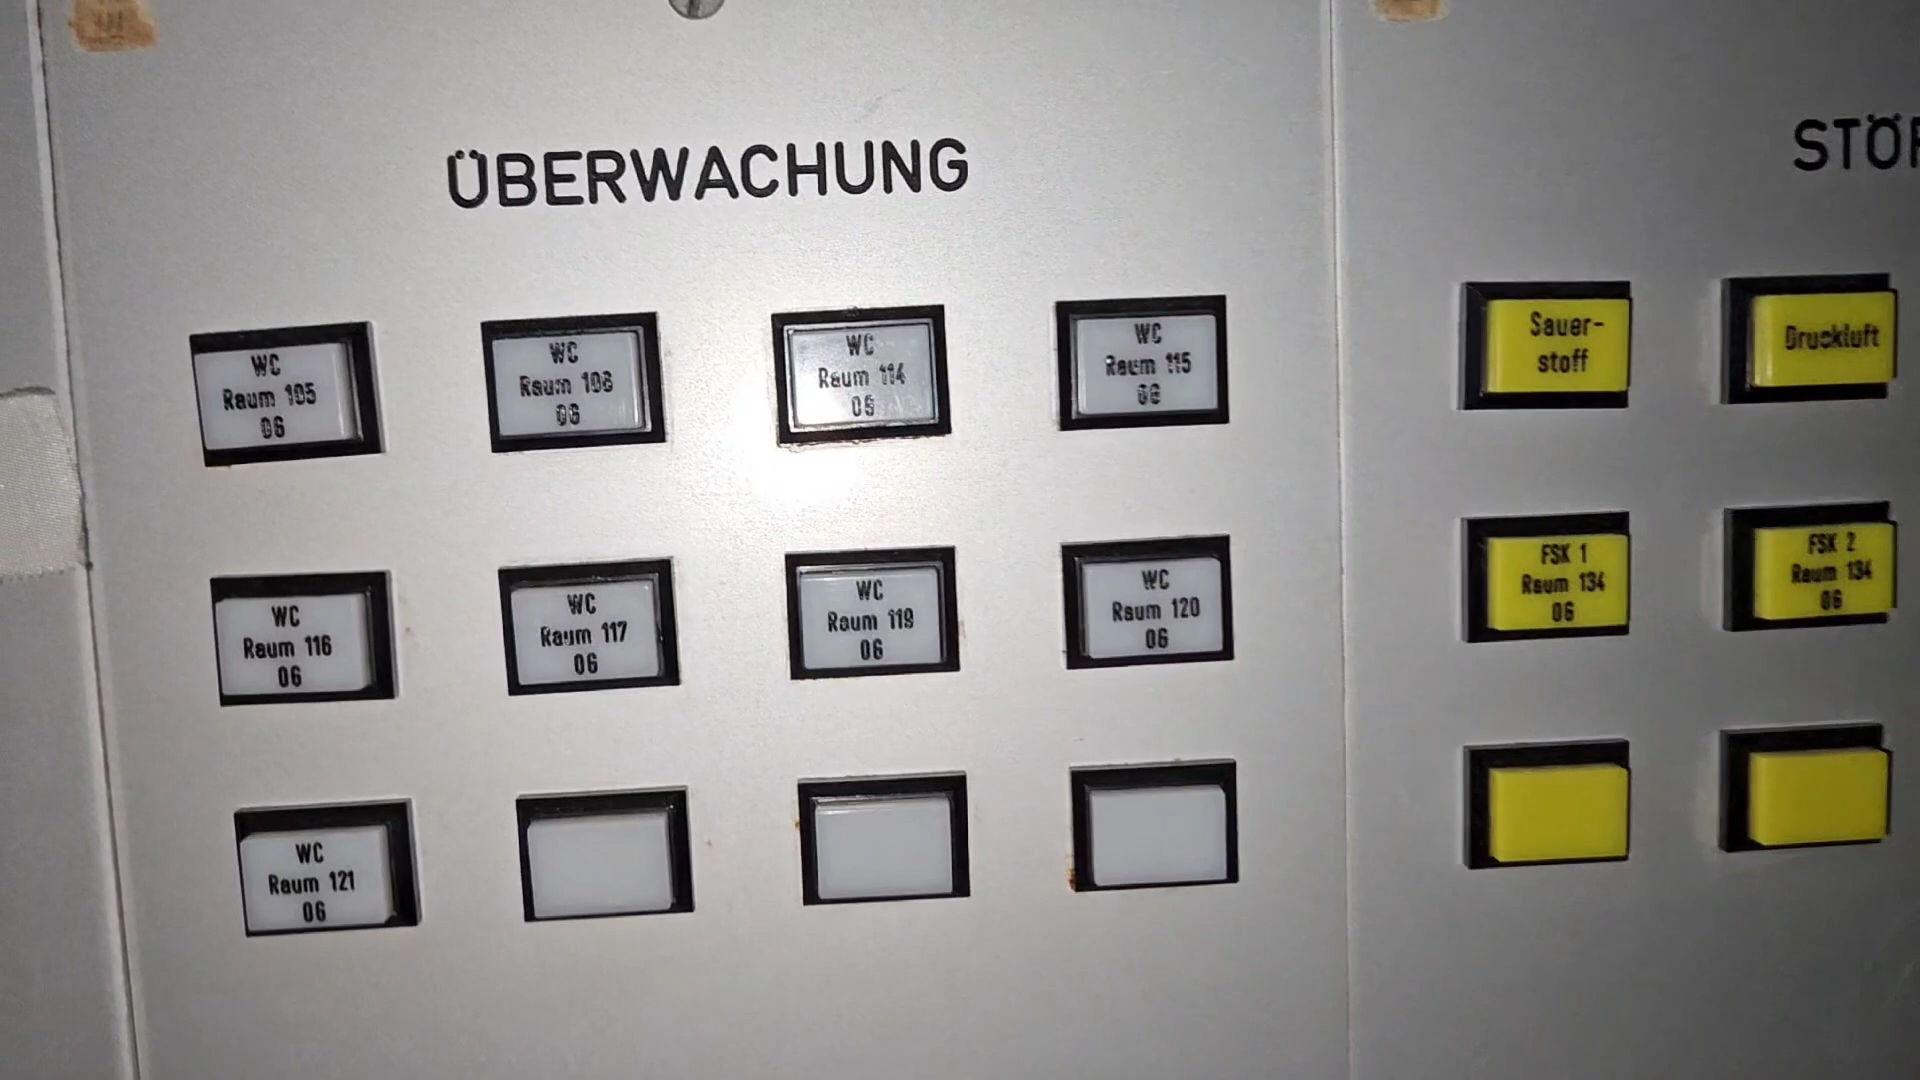 ÜBERWACHUNG
WC
Raum 105
06
WC
Raum 108
06
WC
Raum 114
06
WC
Raum 115
06
WC
Raum 116
06
WC
Raum 117
06
WC
Raum 119
06
WC
Raum 120
06
WC
Raum 121
06
STÖR
Sauer-
stoff
Druckluft
FSK 1
Raum 134
06
FSK 2
Raum 134
06